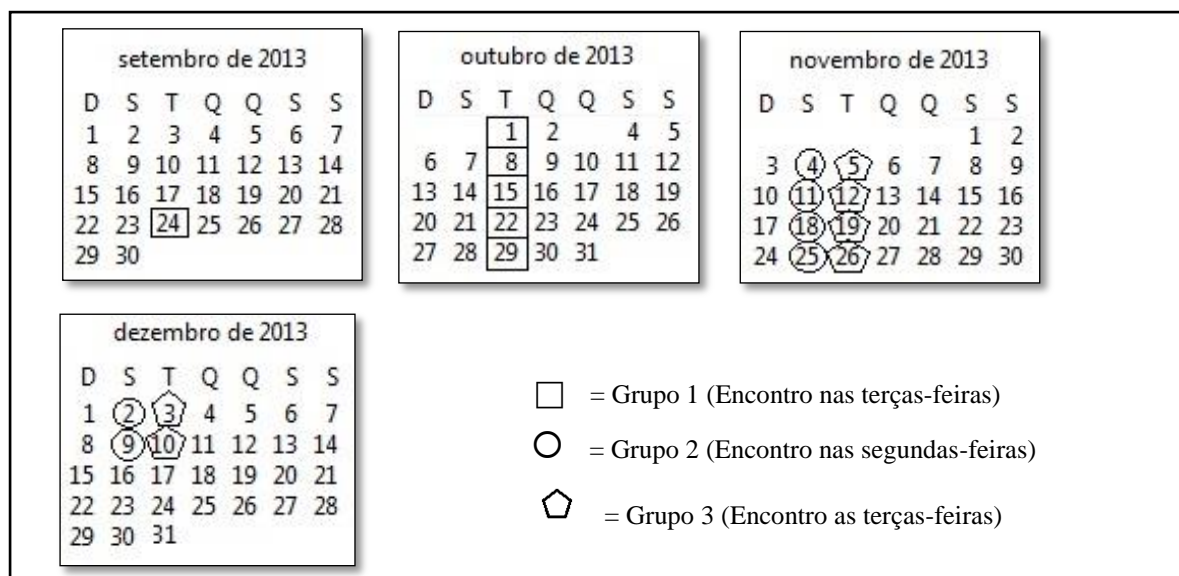 setembro de 2013
D S T Q Q S S
1 2 3 4 5 6 7
8 9 10 11 12 13 14
15 16 17 18 19 20 21
22 23 24 25 26 27 28
29 30
outubro de 2013
D S T Q Q S S
1 2 4 5
6 7 8 9 10 11 12
13 14 15 16 17 18 19
20 21 22 23 24 25 26
27 28 29 30 31
novembro de 2013
D S T Q Q S S
1 2
3 4 5 6 7 8 9
10 11 12 13 14 15 16
17 18 19 20 21 22 23
24 25 26 27 28 29 30
dezembro de 2013
D S T Q Q S S
1 2 3 4 5 6 7
8 9 10 11 12 13 14
15 16 17 18 19 20 21
22 23 24 25 26 27 28
29 30 31
= Grupo 1 (Encontro nas terças-feiras)
= Grupo 2 (Encontro nas segundas-feiras)
= Grupo 3 (Encontro as terças-feiras)